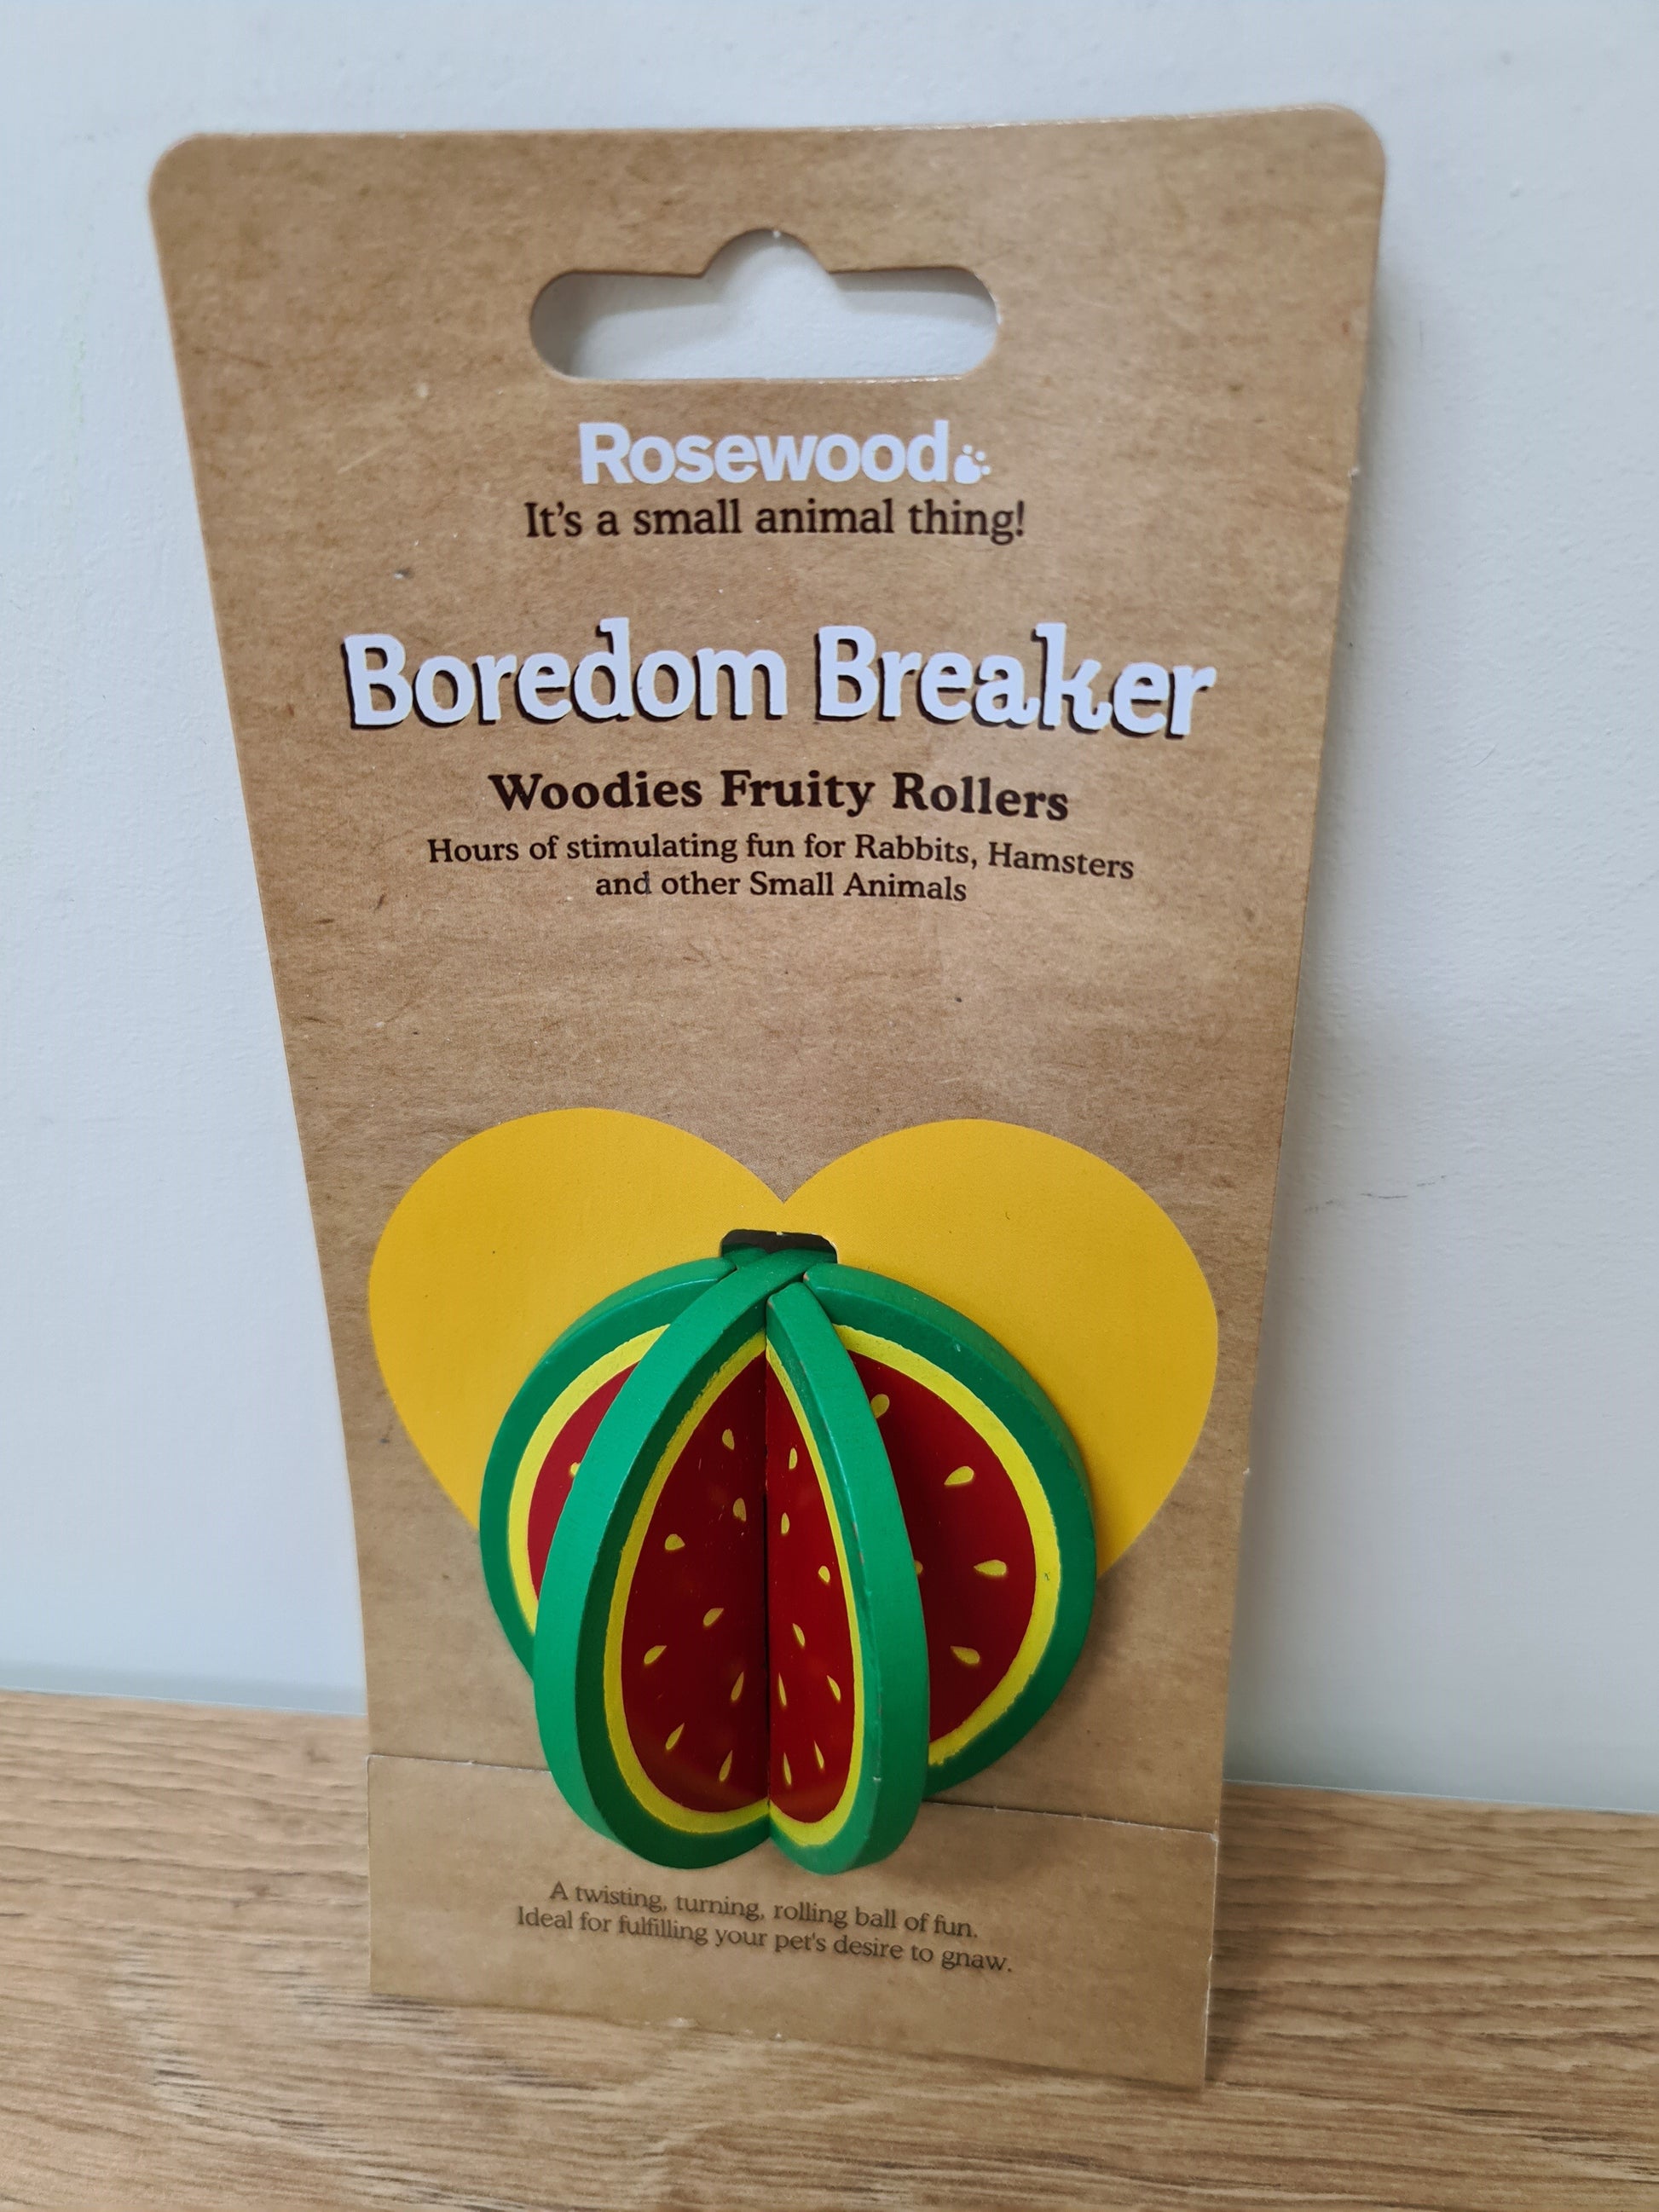 Rosewood
It's a small animal thing!
Boredom Breaker
Woodies Fruity Rollers
Hours of stimulating fun for Rabbits, Hamsters
and other Small Animals
A twisting, turning, rolling ball of fun.
Ideal for fulfilling your pet's desire to gnaw.